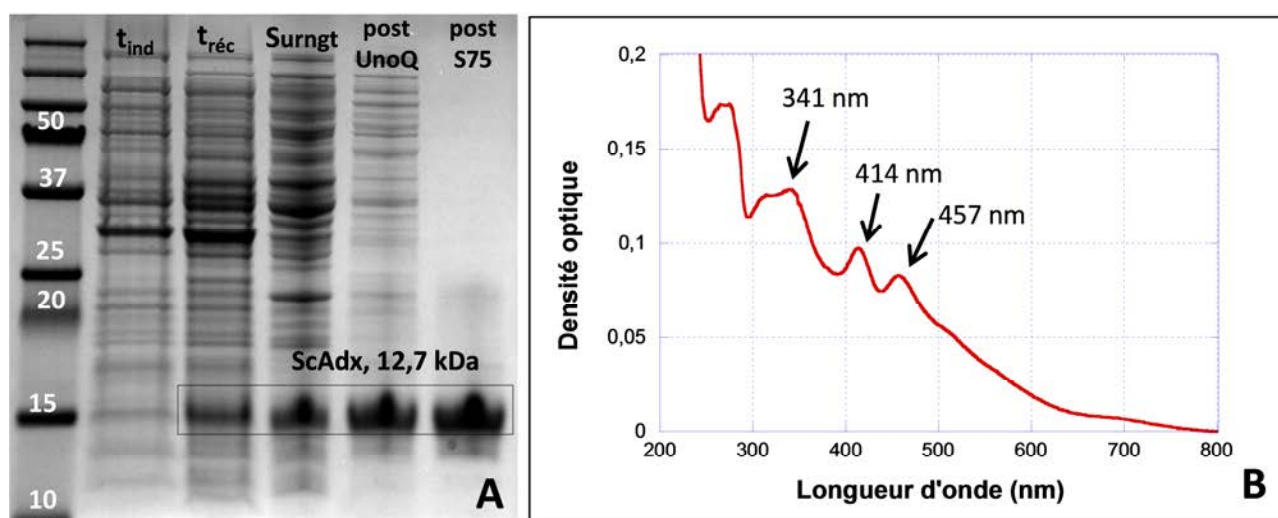 t_ind t_réc Surngt post UnoQ post S75
50
37
25
20
ScAdx, 12,7 kDa
15
10
A
0,2
0,15
0,1
0,05
0
Densité optique
341 nm
414 nm
457 nm
200 300 400 500 600 700 800
Longueur d'onde (nm)
B